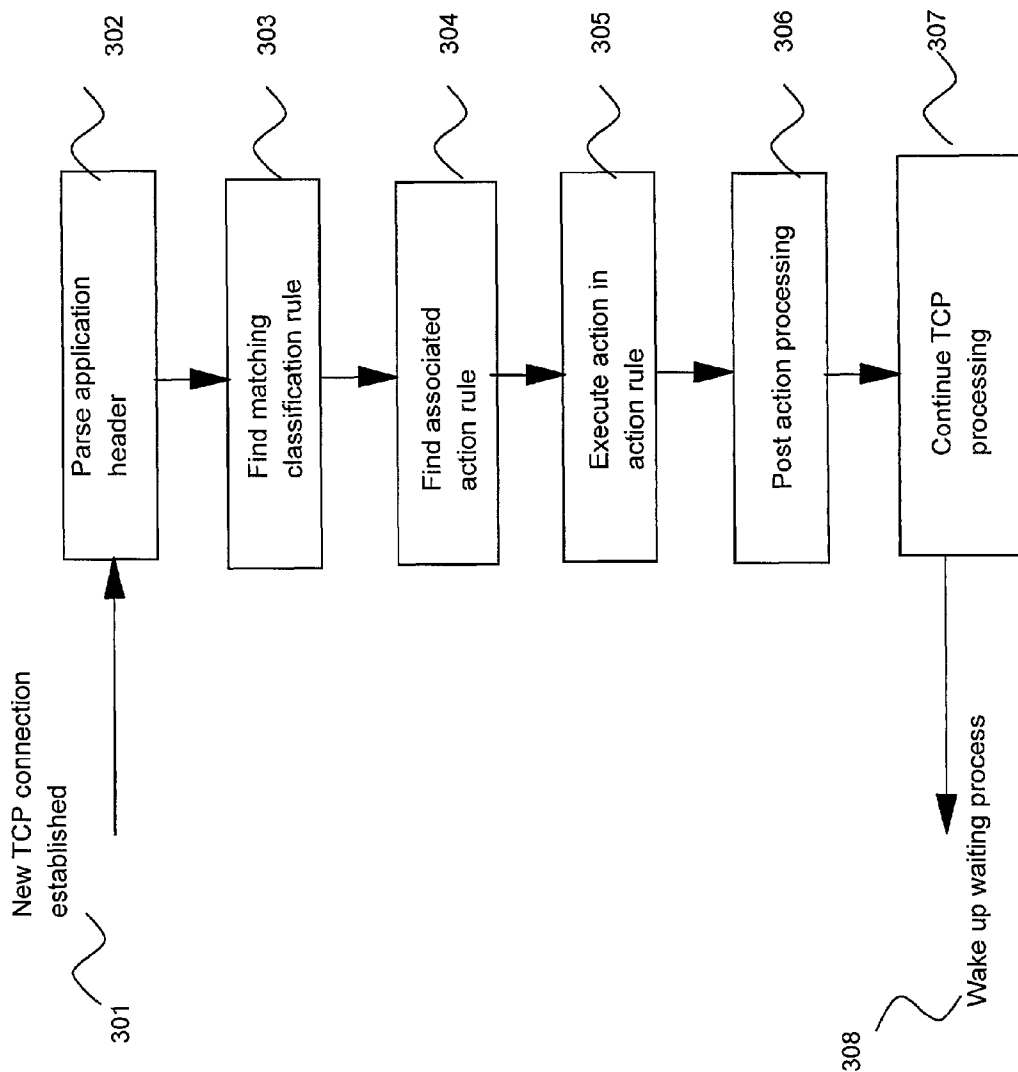 New TCP connection
established
301
Parse application
header
302
Find matching
classification rule
303
Find associated
action rule
304
Execute action in
action rule
305
Post action processing
306
Continue TCP
processing
307
Wake up waiting process
308